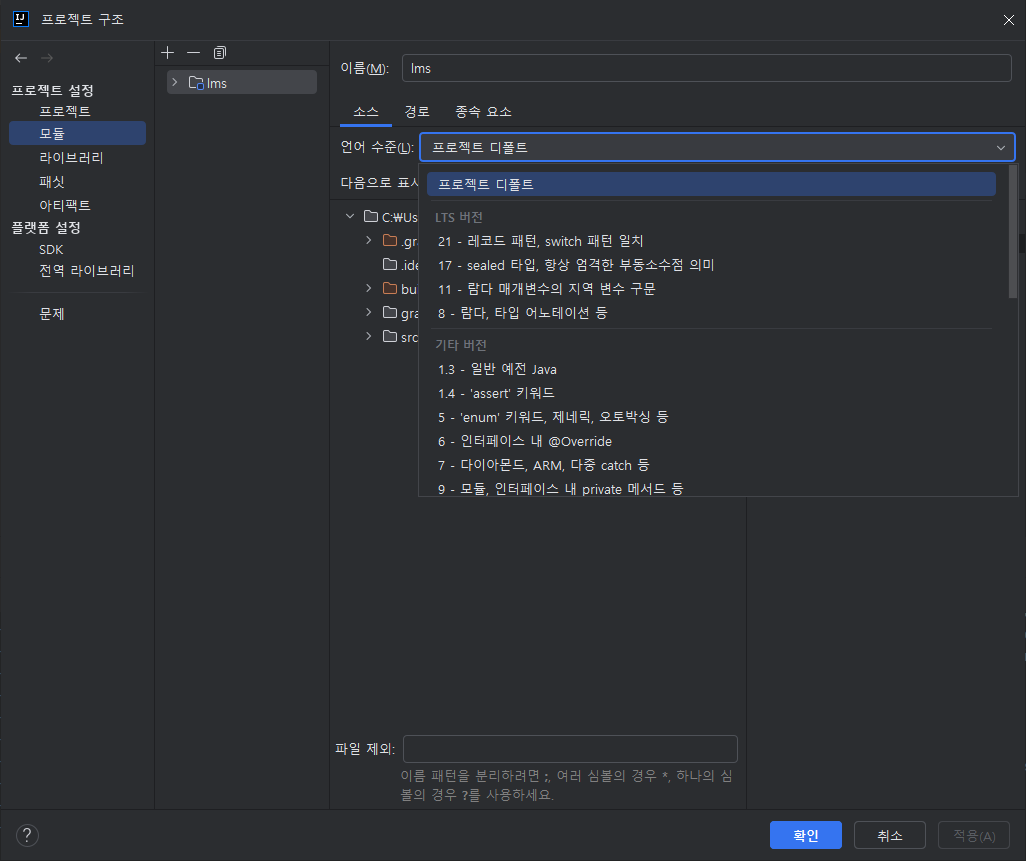 프로젝트 구조
프로젝트 설정
프로젝트
모듈
라이브러리
패싯
아티팩트
플랫폼 설정
SDK
전역 라이브러리
문제
lms
이름(M): lms
소스 경로 종속 요소
언어 수준(L): 프로젝트 디폴트
다음으로 표시
프로젝트 디폴트
LTS 버전
21 - 레코드 패턴, switch 패턴 일치
17 - sealed 타입, 항상 엄격한 부동소수점 의미
11 - 람다 매개변수의 지역 변수 구문
8 - 람다, 타입 어노테이션 등
기타 버전
1.3 - 일반 예전 Java
1.4 - 'assert' 키워드
5 - 'enum' 키워드, 제네릭, 오토박싱 등
6 - 인터페이스 내 @Override
7 - 다이아몬드, ARM, 다중 catch 등
9 - 모듈, 인터페이스 내 private 메서드 등
C:₩Us
.gr
.ide
bu
gra
src
파일 제외:
이름 패턴을 분리하려면 ;, 여러 심볼의 경우 *, 하나의 심
볼의 경우 ?를 사용하세요.
?
확인 취소 적용(A)